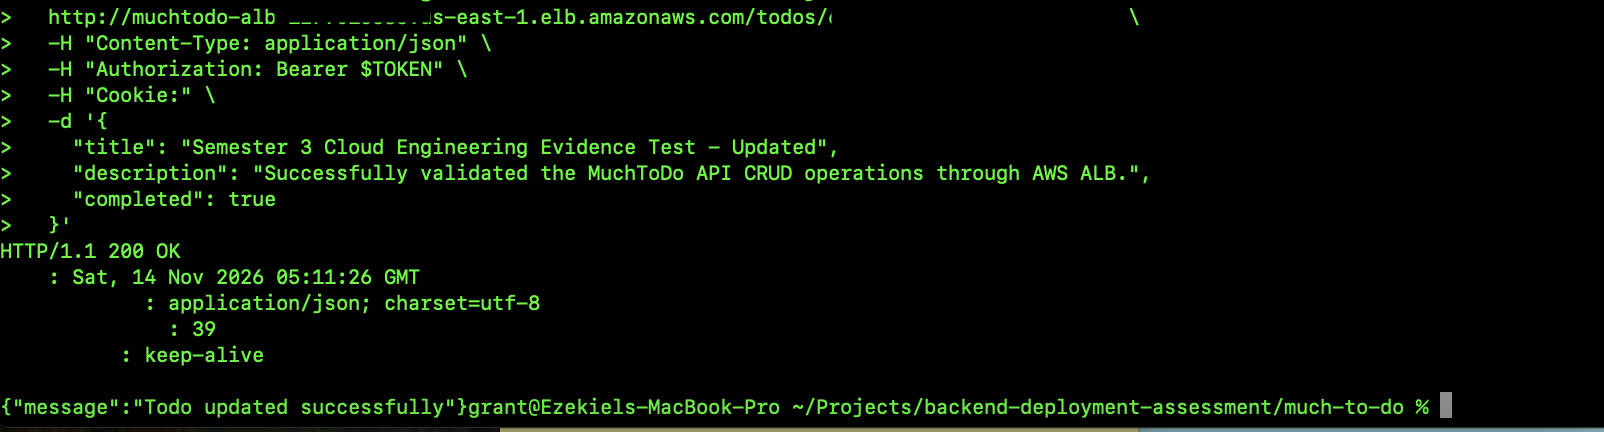 >   http://muchtodo-alb s-east-1.elb.amazonaws.com/todos/ \
>   -H "Content-Type: application/json" \
>   -H "Authorization: Bearer $TOKEN" \
>   -H "Cookie:" \
>   -d '{
>     "title": "Semester 3 Cloud Engineering Evidence Test - Updated",
>     "description": "Successfully validated the MuchToDo API CRUD operations through AWS ALB.",
>     "completed": true
>   }'
HTTP/1.1 200 OK
: Sat, 14 Nov 2026 05:11:26 GMT
: application/json; charset=utf-8
: 39
: keep-alive
{"message":"Todo updated successfully"}grant@Ezekiels-MacBook-Pro ~/Projects/backend-deployment-assessment/much-to-do %